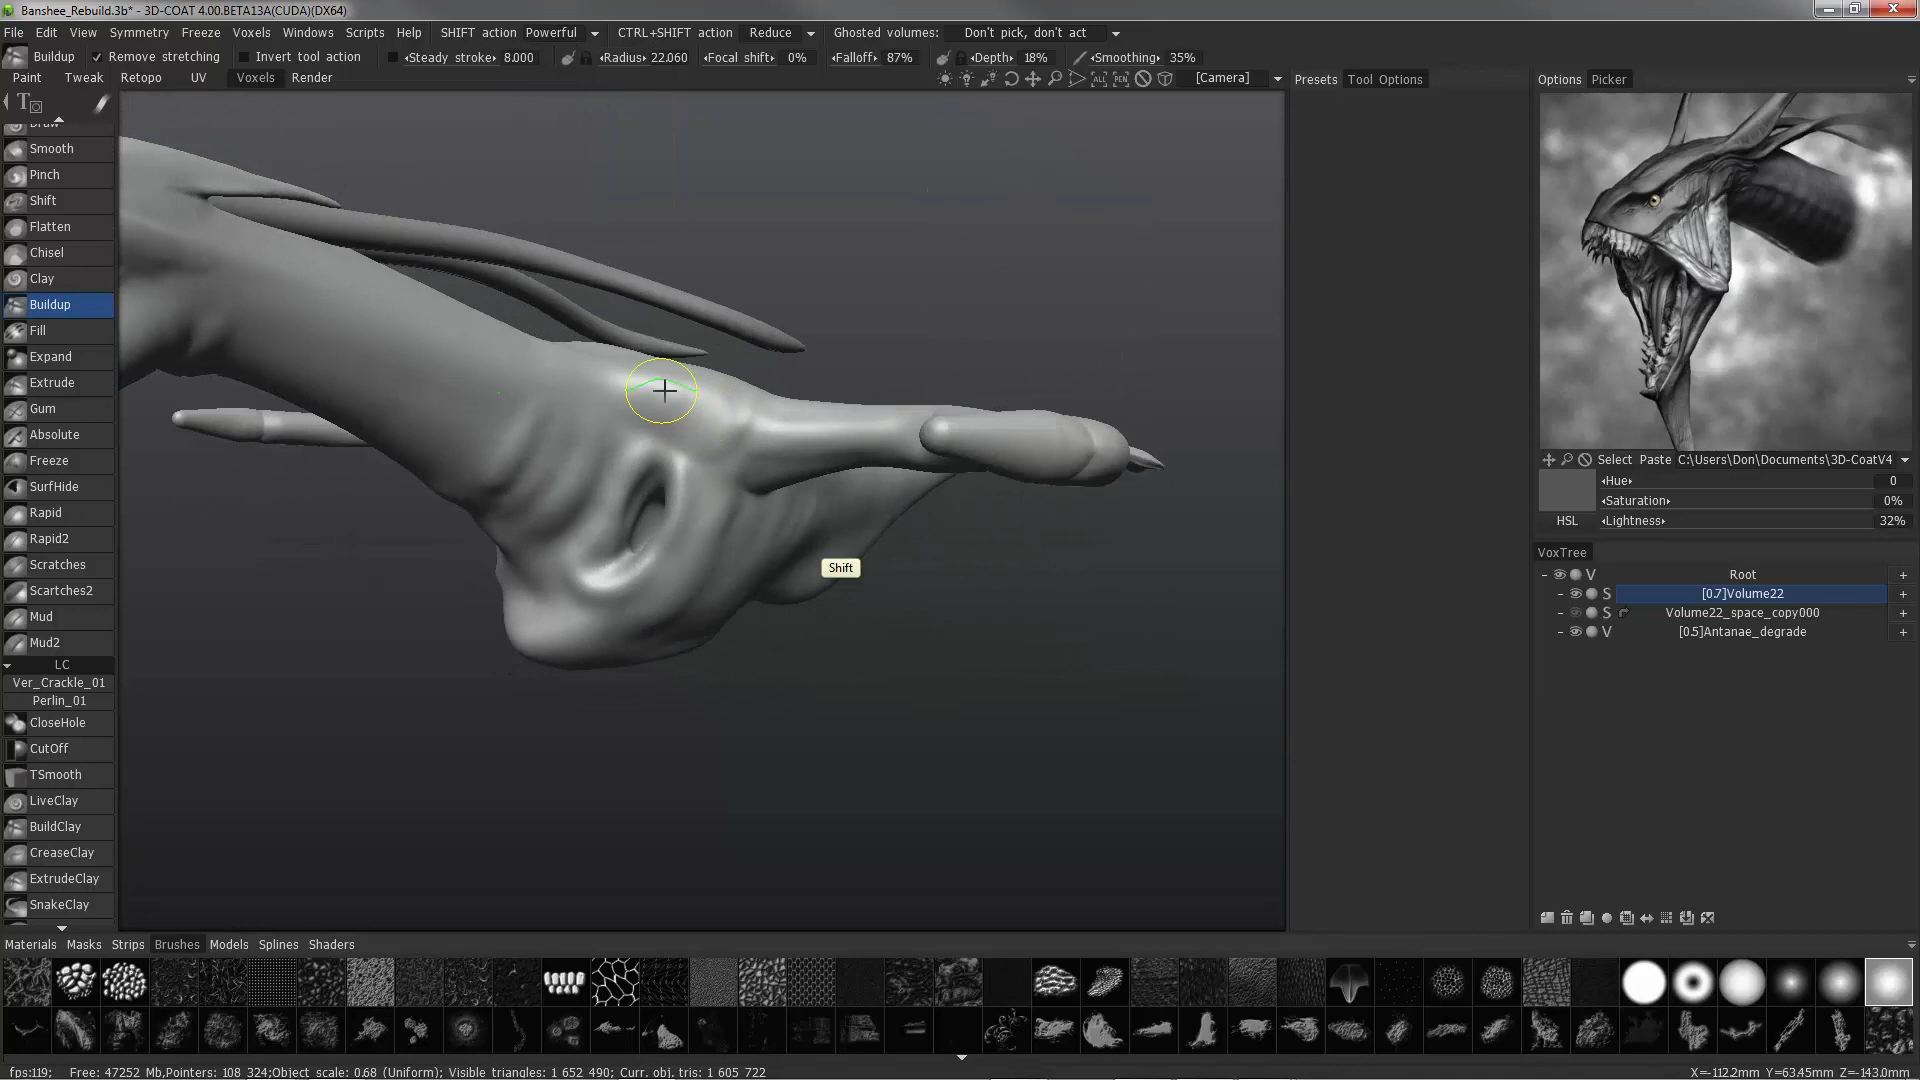 Banshee_Rebuild.3b* - 3D-COAT 4.00.BETA13A(CUDA)(DX64)
File Edit View Symmetry Freeze Voxels Windows Scripts Help SHIFT action Powerful CTRL+SHIFT action Reduce Ghosted volumes: Don't pick, don't act
Buildup Remove stretching Invert tool action Steady stroke 8.000 Radius 22.060 Focal shift 0% Falloff 87% Depth 18% Smoothing 35%
Paint Tweak Retopo UV Voxels Render [Camera] Presets Tool Options Options Picker
Draw
Smooth
Pinch
Shift
Flatten
Chisel
Clay
Buildup
Fill
Expand
Extrude
Gum
Absolute
Freeze
SurfHide
Rapid
Rapid2
Scratches
Scartches2
Mud
Mud2
LC
Ver_Crackle_01
Perlin_01
CloseHole
CutOff
TSmooth
LiveClay
BuildClay
CreaseClay
ExtrudeClay
SnakeClay
Shift
Select Paste C:\Users\Don\Documents\3D-CoatV4
Hue 0
Saturation 0%
HSL Lightness 32%
VoxTree
V Root +
S [0.7]Volume22 +
S Volume22_space_copy000 +
V [0.5]Antanae_degrade +
Materials Masks Strips Brushes Models Splines Shaders
fps:119; Free: 47252 Mb,Pointers: 108 324;Object scale: 0.68 (Uniform); Visible triangles: 1 652 490; Curr. obj. tris: 1 605 722 X=-112.2mm Y=63.45mm Z=-143.0mm